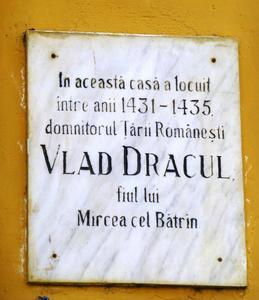 In această casă a locuit
între anii 1431-1435,
domnitorul Țării Românești
VLAD DRACUL,
fiul lui
Mircea cel Bătrîn